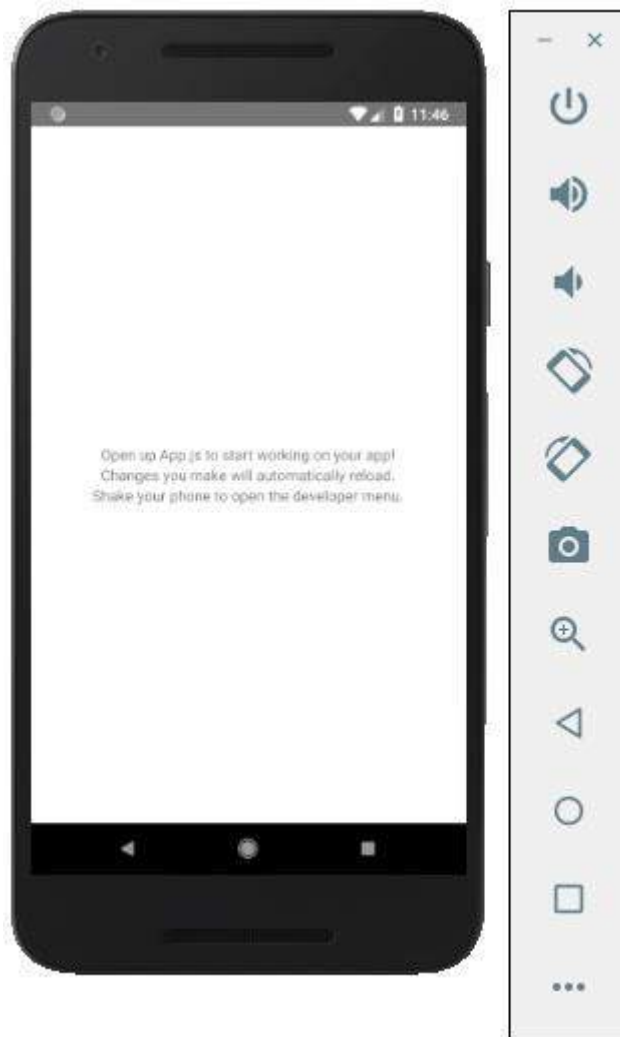 11:46
Open up App.js to start working on your app!
Changes you make will automatically reload.
Shake your phone to open the developer menu.